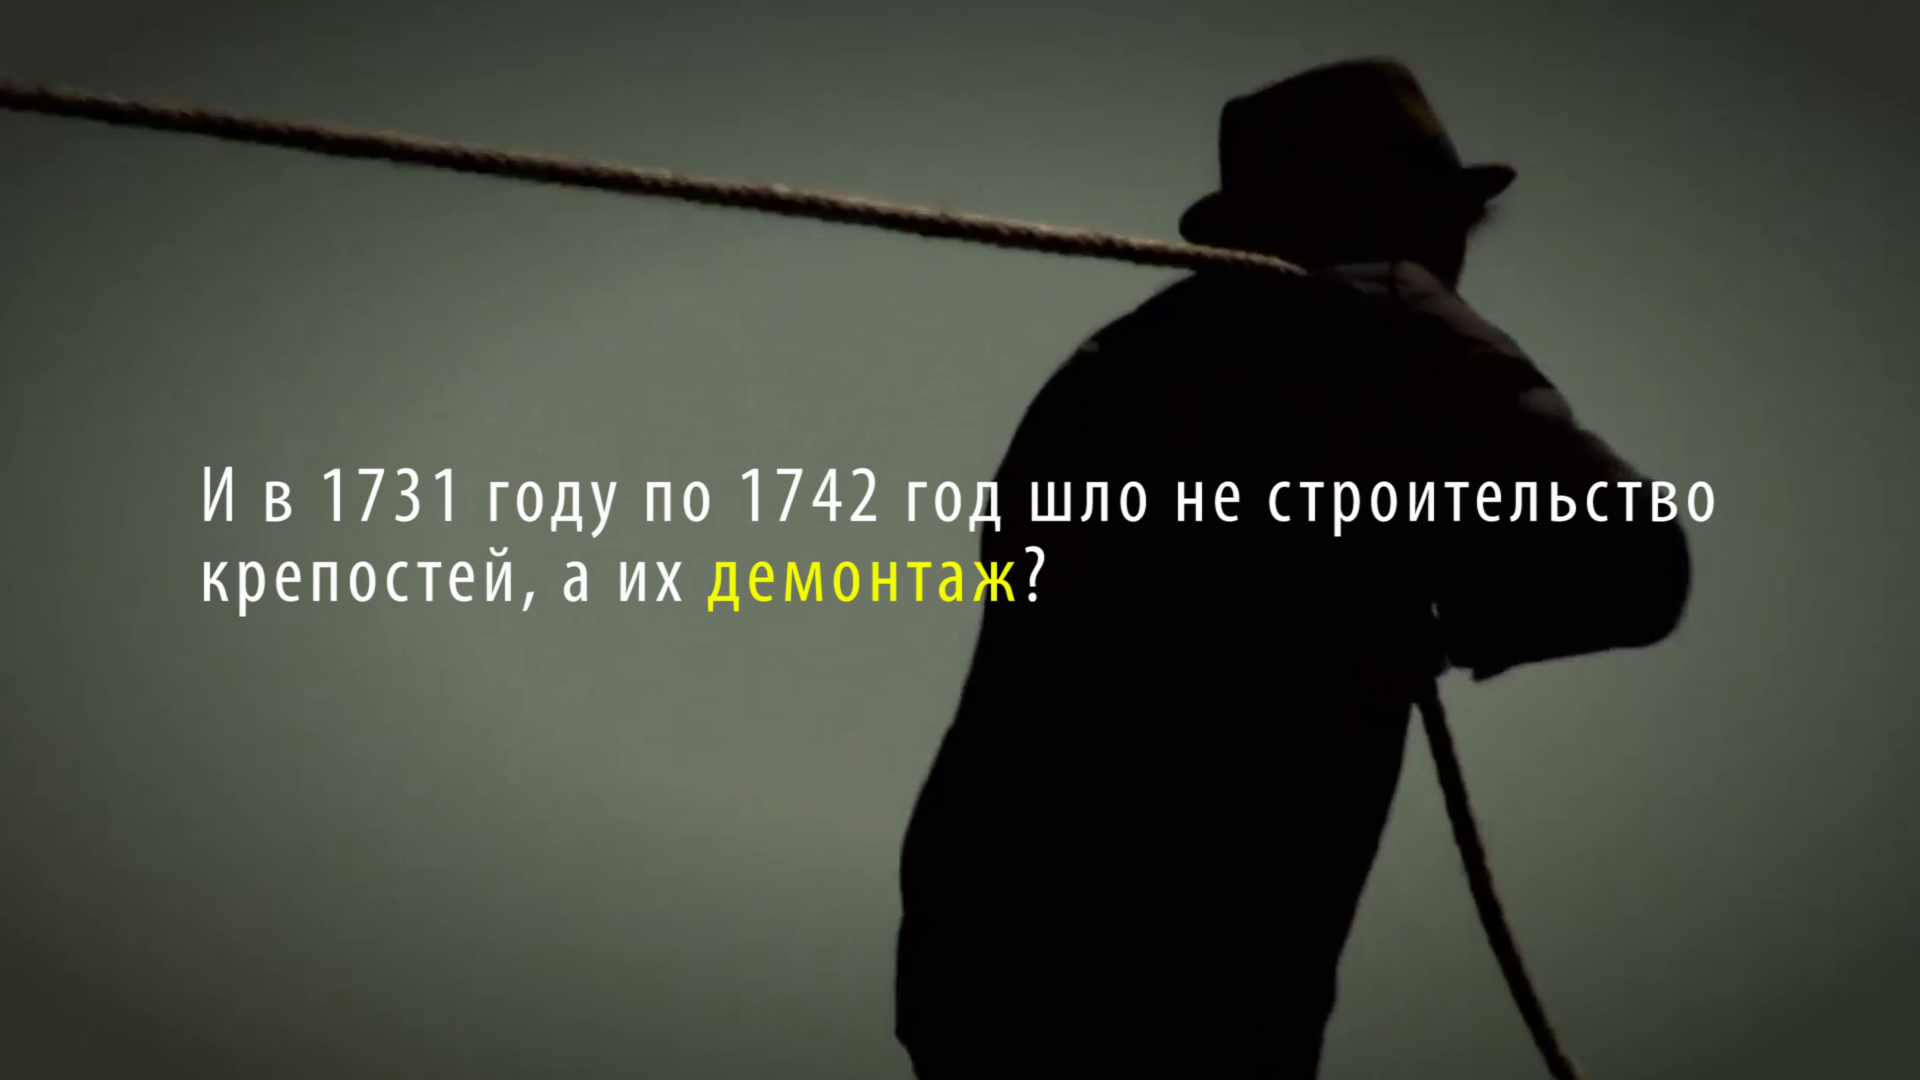 И в 1731 году по 1742 год шло не строительство
крепостей, а их демонтаж?